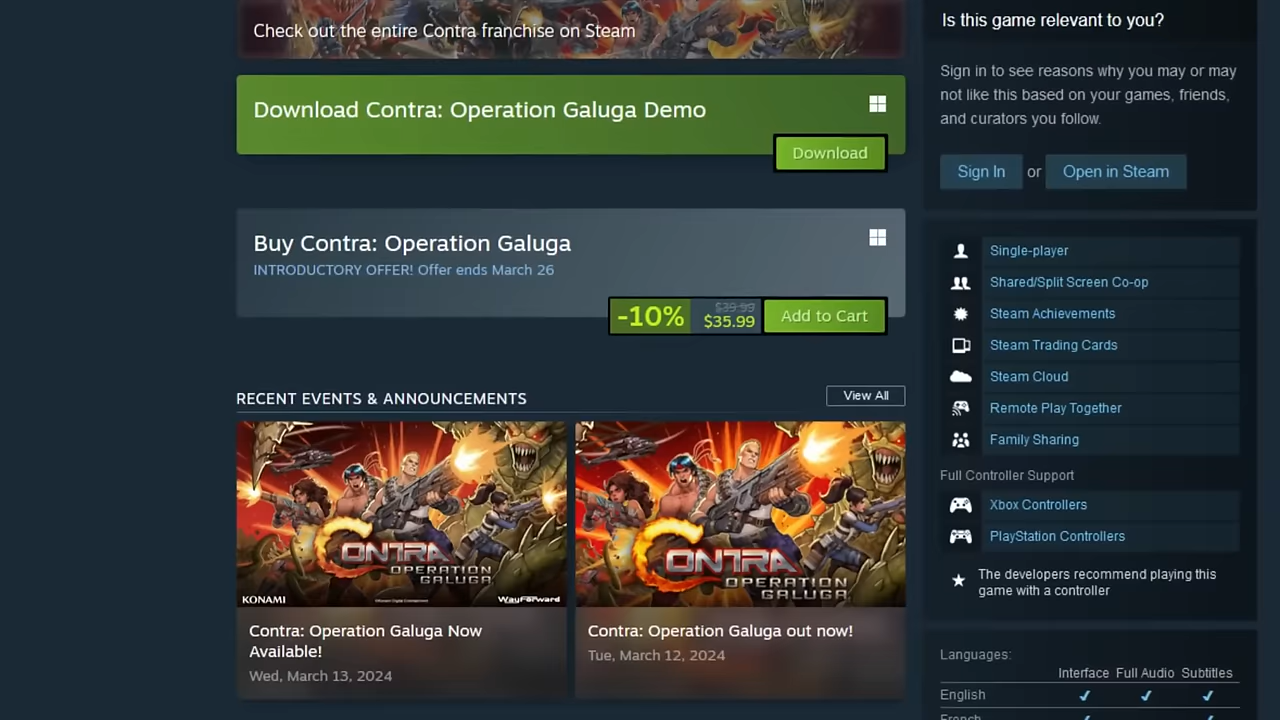 Check out the entire Contra franchise on Steam
Download Contra: Operation Galuga Demo
Download
Buy Contra: Operation Galuga
INTRODUCTORY OFFER! Offer ends March 26
-10%
$39.99
$35.99
Add to Cart
RECENT EVENTS & ANNOUNCEMENTS
View All
CONTRA
OPERATION
GALUGA
KONAMI
WayForward
Contra: Operation Galuga Now
Available!
Wed, March 13, 2024
CONTRA
OPERATION
GALUGA
Contra: Operation Galuga out now!
Tue, March 12, 2024
Is this game relevant to you?
Sign in to see reasons why you may or may
not like this based on your games, friends,
and curators you follow.
Sign In or Open in Steam
Single-player
Shared/Split Screen Co-op
Steam Achievements
Steam Trading Cards
Steam Cloud
Remote Play Together
Family Sharing
Full Controller Support
Xbox Controllers
PlayStation Controllers
The developers recommend playing this
game with a controller
Languages:
Interface Full Audio Subtitles
English
French